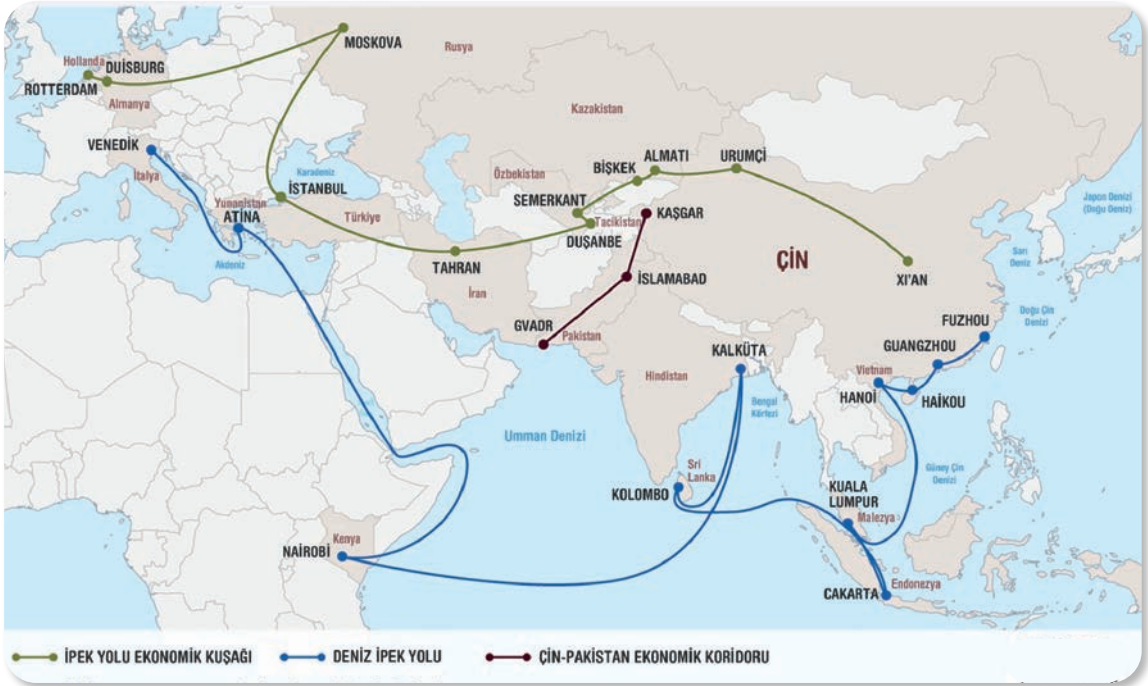 MOSKOVA
Rusya
Hollanda
DUİSBURG
ROTTERDAM
Almanya
Kazakistan
VENEDİK
ALMATI
URUMÇİ
BİŞKEK
Karadeniz
İtalya
Özbekistan
İSTANBUL
SEMERKANT
Yunanistan
ATİNA
Türkiye
Tacikistan
KAŞGAR
Japon Denizi
(Doğu Deniz)
DUŞANBE
Sarı
Deniz
Akdeniz
TAHRAN
ÇİN
İSLAMABAD
XI'AN
İran
GVADR
Pakistan
FUZHOU
Doğu Çin
Denizi
KALKÜTA
GUANGZHOU
Hindistan
Vietnam
HANOİ
HAİKOU
Bengal
Körfezi
Umman Denizi
Sri
Lanka
KOLOMBO
Güney Çin
Denizi
KUALA
LUMPUR
Malezya
Kenya
NAİROBİ
Endonezya
CAKARTA
İPEK YOLU EKONOMİK KUŞAĞI
DENİZ İPEK YOLU
ÇİN-PAKİSTAN EKONOMİK KORİDORU